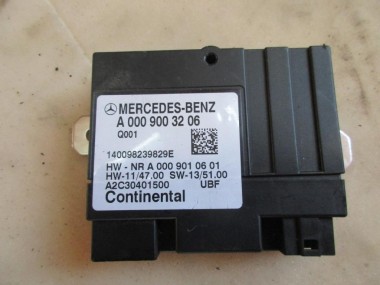 MERCEDES-BENZ
A 000 900 32 06
Q001
140098239829E
HW - NR A 000 901 06 01
HW-11/47.00 SW-13/51.00
A2C30401500 UBF
Continental